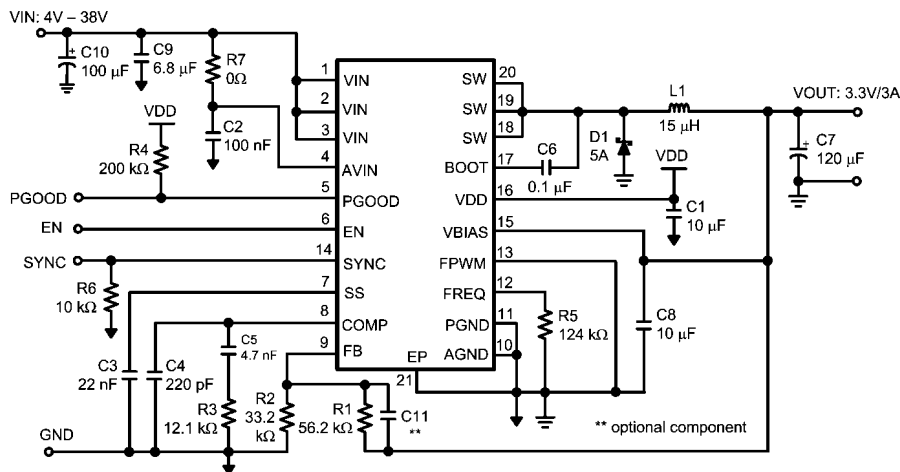 VIN: 4V – 38V
C10
100 μF
C9
6.8 μF
R7
0Ω
C2
100 nF
VDD
R4
200 kΩ
PGOOD
EN
SYNC
R6
10 kΩ
C3
22 nF
C4
220 pF
C5
4.7 nF
R3
12.1 kΩ
R2
33.2
kΩ
R1
56.2 kΩ
C11
**
GND
1
VIN
2
VIN
3
VIN
4
AVIN
5
PGOOD
6
EN
14
SYNC
7
SS
8
COMP
9
FB
EP
21
SW
20
SW
19
SW
18
BOOT
17
VDD
16
VBIAS
15
FPWM
13
FREQ
12
PGND
11
AGND
10
C6
0.1 μF
D1
5A
L1
15 μH
VOUT: 3.3V/3A
C7
120 μF
VDD
C1
10 μF
R5
124 kΩ
C8
10 μF
** optional component